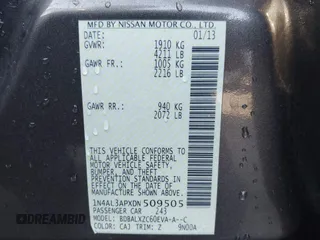 MFD BY NISSAN MOTOR CO., LTD.
DATE: 01/13
GVWR: 1910 KG
4211 LB
GAWR FR.: 1005 KG
2216 LB
GAWR RR: 940 KG
2072 LB
THIS VEHICLE CONFORMS TO ALL
APPLICABLE FEDERAL MOTOR VEHICLE
SAFETY, BUMPER, AND THEFT
PREVENTION STANDARDS IN EFFECT ON
THE DATE OF MANUFACTURE SHOWN
ABOVE.
1N4AL3APXDN509505
PASSENGER CAR 243
MODEL: BDBALXZC60EVA-A--C
COLOR: CAJ TRIM: Z 9N00A